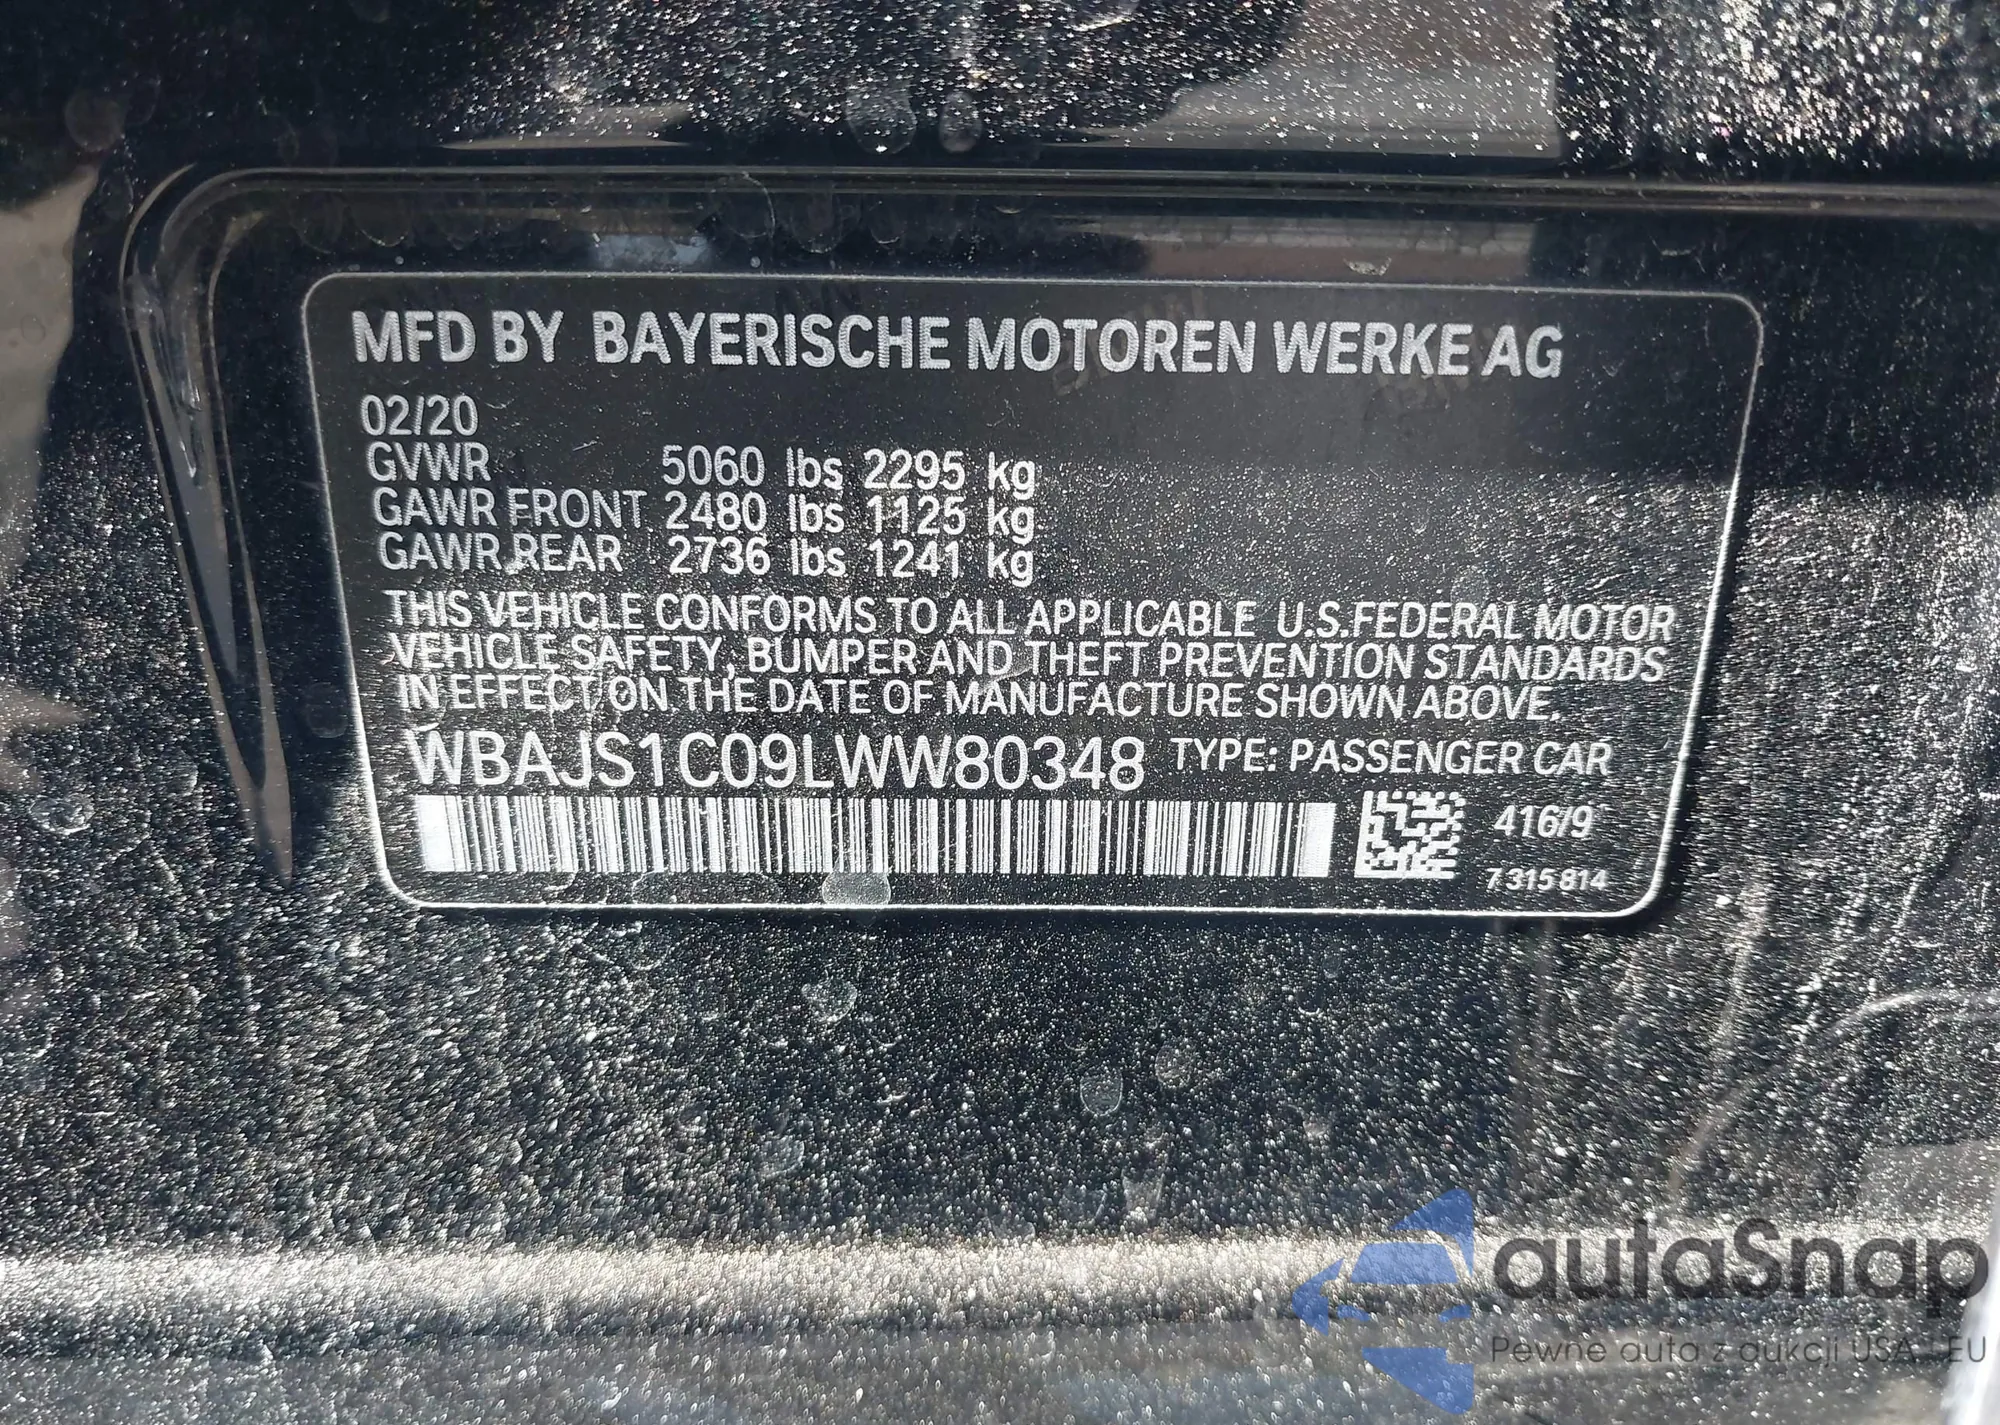 MFD BY BAYERISCHE MOTOREN WERKE AG
02/20
GVWR 5060 lbs 2295 kg
GAWR FRONT 2480 lbs 1125 kg
GAWR REAR 2736 lbs 1241 kg
THIS VEHICLE CONFORMS TO ALL APPLICABLE U.S.FEDERAL MOTOR
VEHICLE SAFETY, BUMPER AND THEFT PREVENTION STANDARDS
IN EFFECT ON THE DATE OF MANUFACTURE SHOWN ABOVE.
WBAJS1C09LWW80348 TYPE: PASSENGER CAR
416/9
7 315 814
autaSnap
Pewne auta z aukcji USA i EU